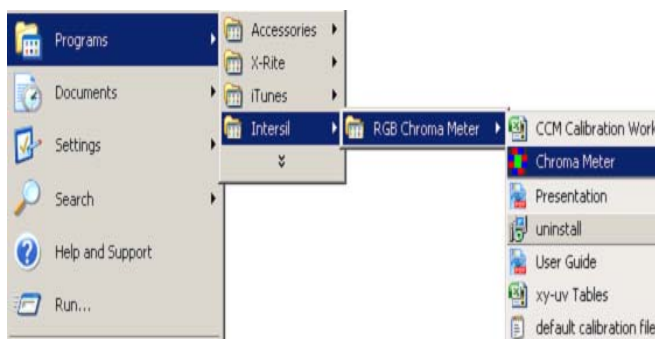 Programs
Documents
Settings
Search
Help and Support
Run...
Accessories
X-Rite
iTunes
Intersil
RGB Chroma Meter
CCM Calibration Work
Chroma Meter
Presentation
uninstall
User Guide
xy-uv Tables
default calibration file